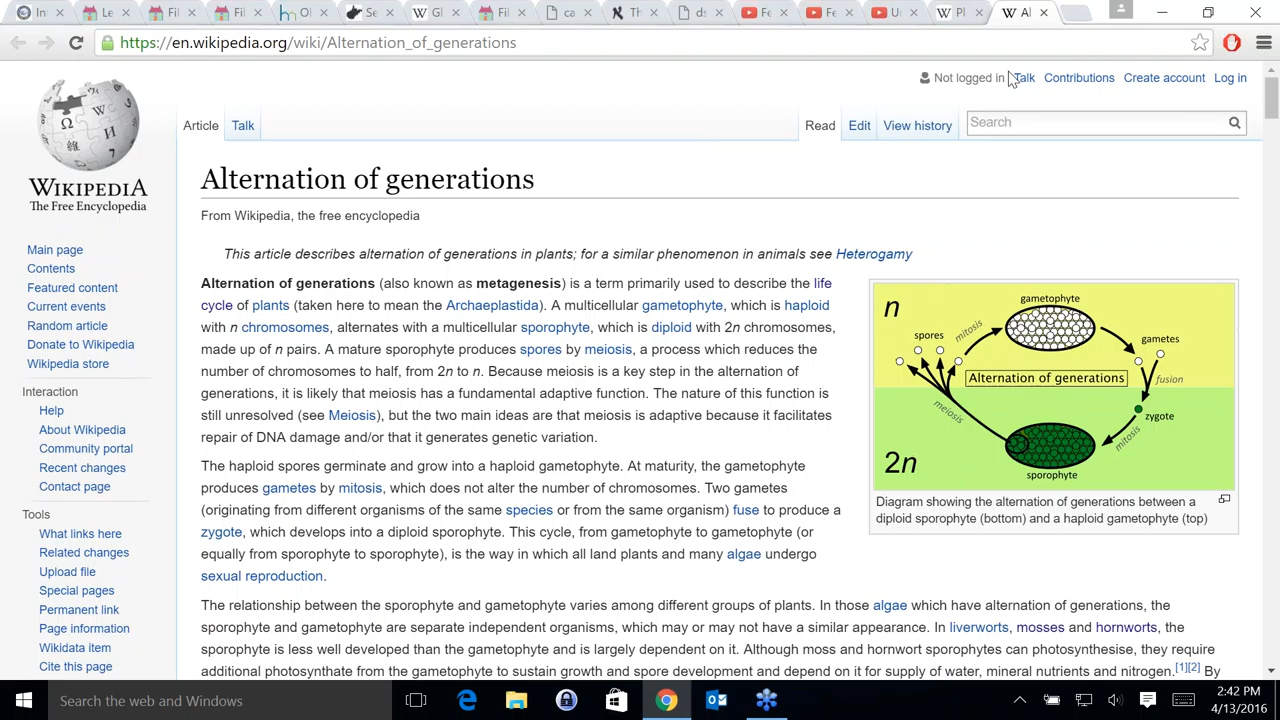 In
Le
Fil
Fil
Ol
Se
W Gl
Fil
ca
Th
ds
Fe
Fe
Us
W Pl
W Al
https://en.wikipedia.org/wiki/Alternation_of_generations
Not logged in Talk Contributions Create account Log in
Article Talk Read Edit View history Search
WIKIPEDIA
The Free Encyclopedia
Main page
Contents
Featured content
Current events
Random article
Donate to Wikipedia
Wikipedia store
Interaction
Help
About Wikipedia
Community portal
Recent changes
Contact page
Tools
What links here
Related changes
Upload file
Special pages
Permanent link
Page information
Wikidata item
Cite this page
Alternation of generations
From Wikipedia, the free encyclopedia
This article describes alternation of generations in plants; for a similar phenomenon in animals see Heterogamy
Alternation of generations (also known as metagenesis) is a term primarily used to describe the life
cycle of plants (taken here to mean the Archaeplastida). A multicellular gametophyte, which is haploid
with n chromosomes, alternates with a multicellular sporophyte, which is diploid with 2n chromosomes,
made up of n pairs. A mature sporophyte produces spores by meiosis, a process which reduces the
number of chromosomes to half, from 2n to n. Because meiosis is a key step in the alternation of
generations, it is likely that meiosis has a fundamental adaptive function. The nature of this function is
still unresolved (see Meiosis), but the two main ideas are that meiosis is adaptive because it facilitates
repair of DNA damage and/or that it generates genetic variation.
The haploid spores germinate and grow into a haploid gametophyte. At maturity, the gametophyte
produces gametes by mitosis, which does not alter the number of chromosomes. Two gametes
(originating from different organisms of the same species or from the same organism) fuse to produce a
zygote, which develops into a diploid sporophyte. This cycle, from gametophyte to gametophyte (or
equally from sporophyte to sporophyte), is the way in which all land plants and many algae undergo
sexual reproduction.
n
gametophyte
spores
mitosis
gametes
Alternation of generations
fusion
meiosis
zygote
mitosis
2n
sporophyte
Diagram showing the alternation of generations between a
diploid sporophyte (bottom) and a haploid gametophyte (top)
The relationship between the sporophyte and gametophyte varies among different groups of plants. In those algae which have alternation of generations, the
sporophyte and gametophyte are separate independent organisms, which may or may not have a similar appearance. In liverworts, mosses and hornworts, the
sporophyte is less well developed than the gametophyte and is largely dependent on it. Although moss and hornwort sporophytes can photosynthesise, they require
additional photosynthate from the gametophyte to sustain growth and spore development and depend on it for supply of water, mineral nutrients and nitrogen.[1][2] By
Search the web and Windows
2:42 PM
4/13/2016